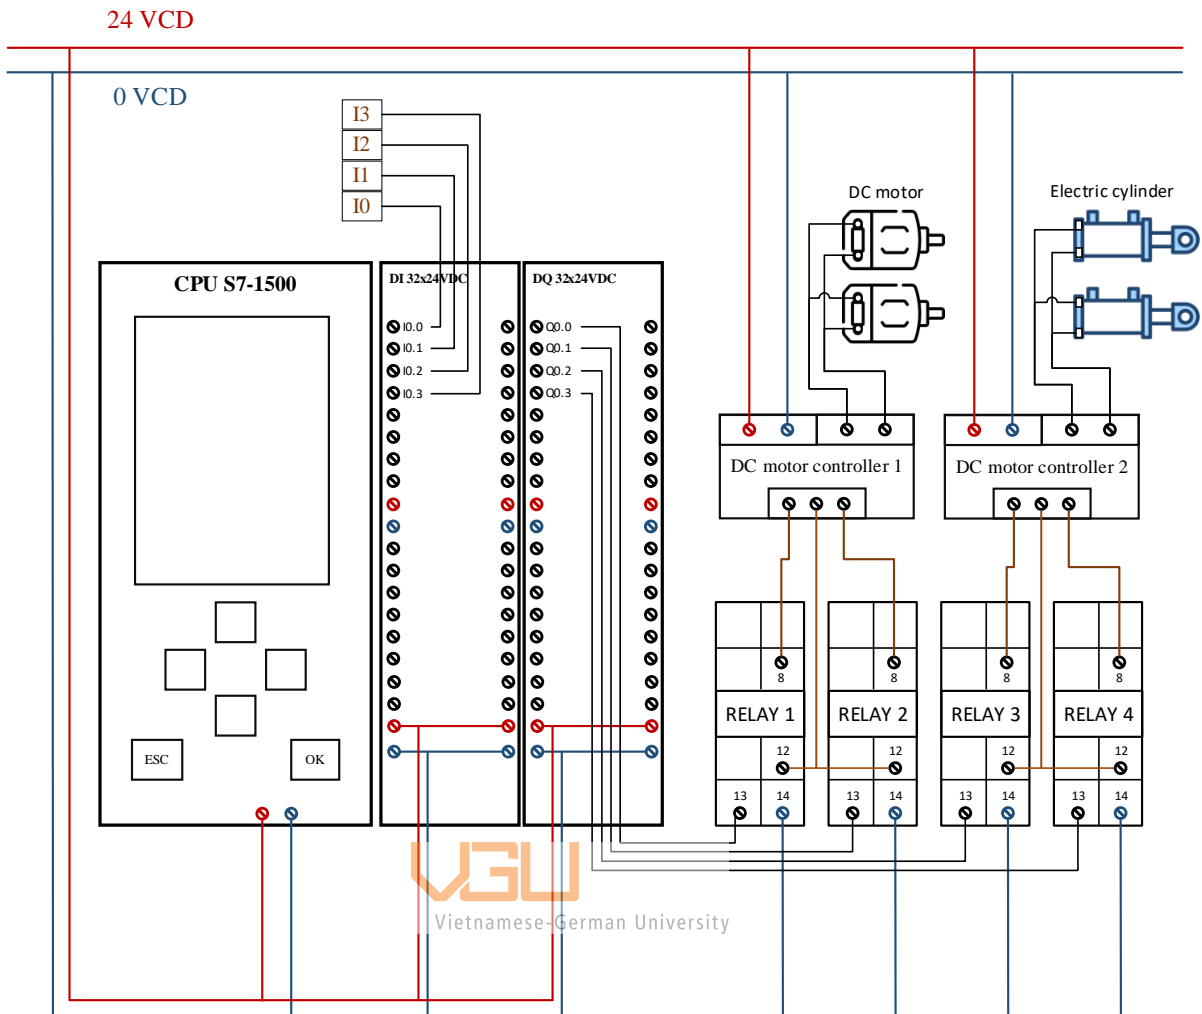 24 VCD
0 VCD
I3
I2
I1
I0
DC motor
Electric cylinder
CPU S7-1500
DI 32x24VDC
DQ 32x24VDC
I0.0
I0.1
I0.2
I0.3
Q0.0
Q0.1
Q0.2
Q0.3
DC motor controller 1
DC motor controller 2
8
8
8
8
RELAY 1
RELAY 2
RELAY 3
RELAY 4
12
12
12
12
ESC
OK
13
14
13
14
13
14
13
14
VGU
Vietnamese-German University